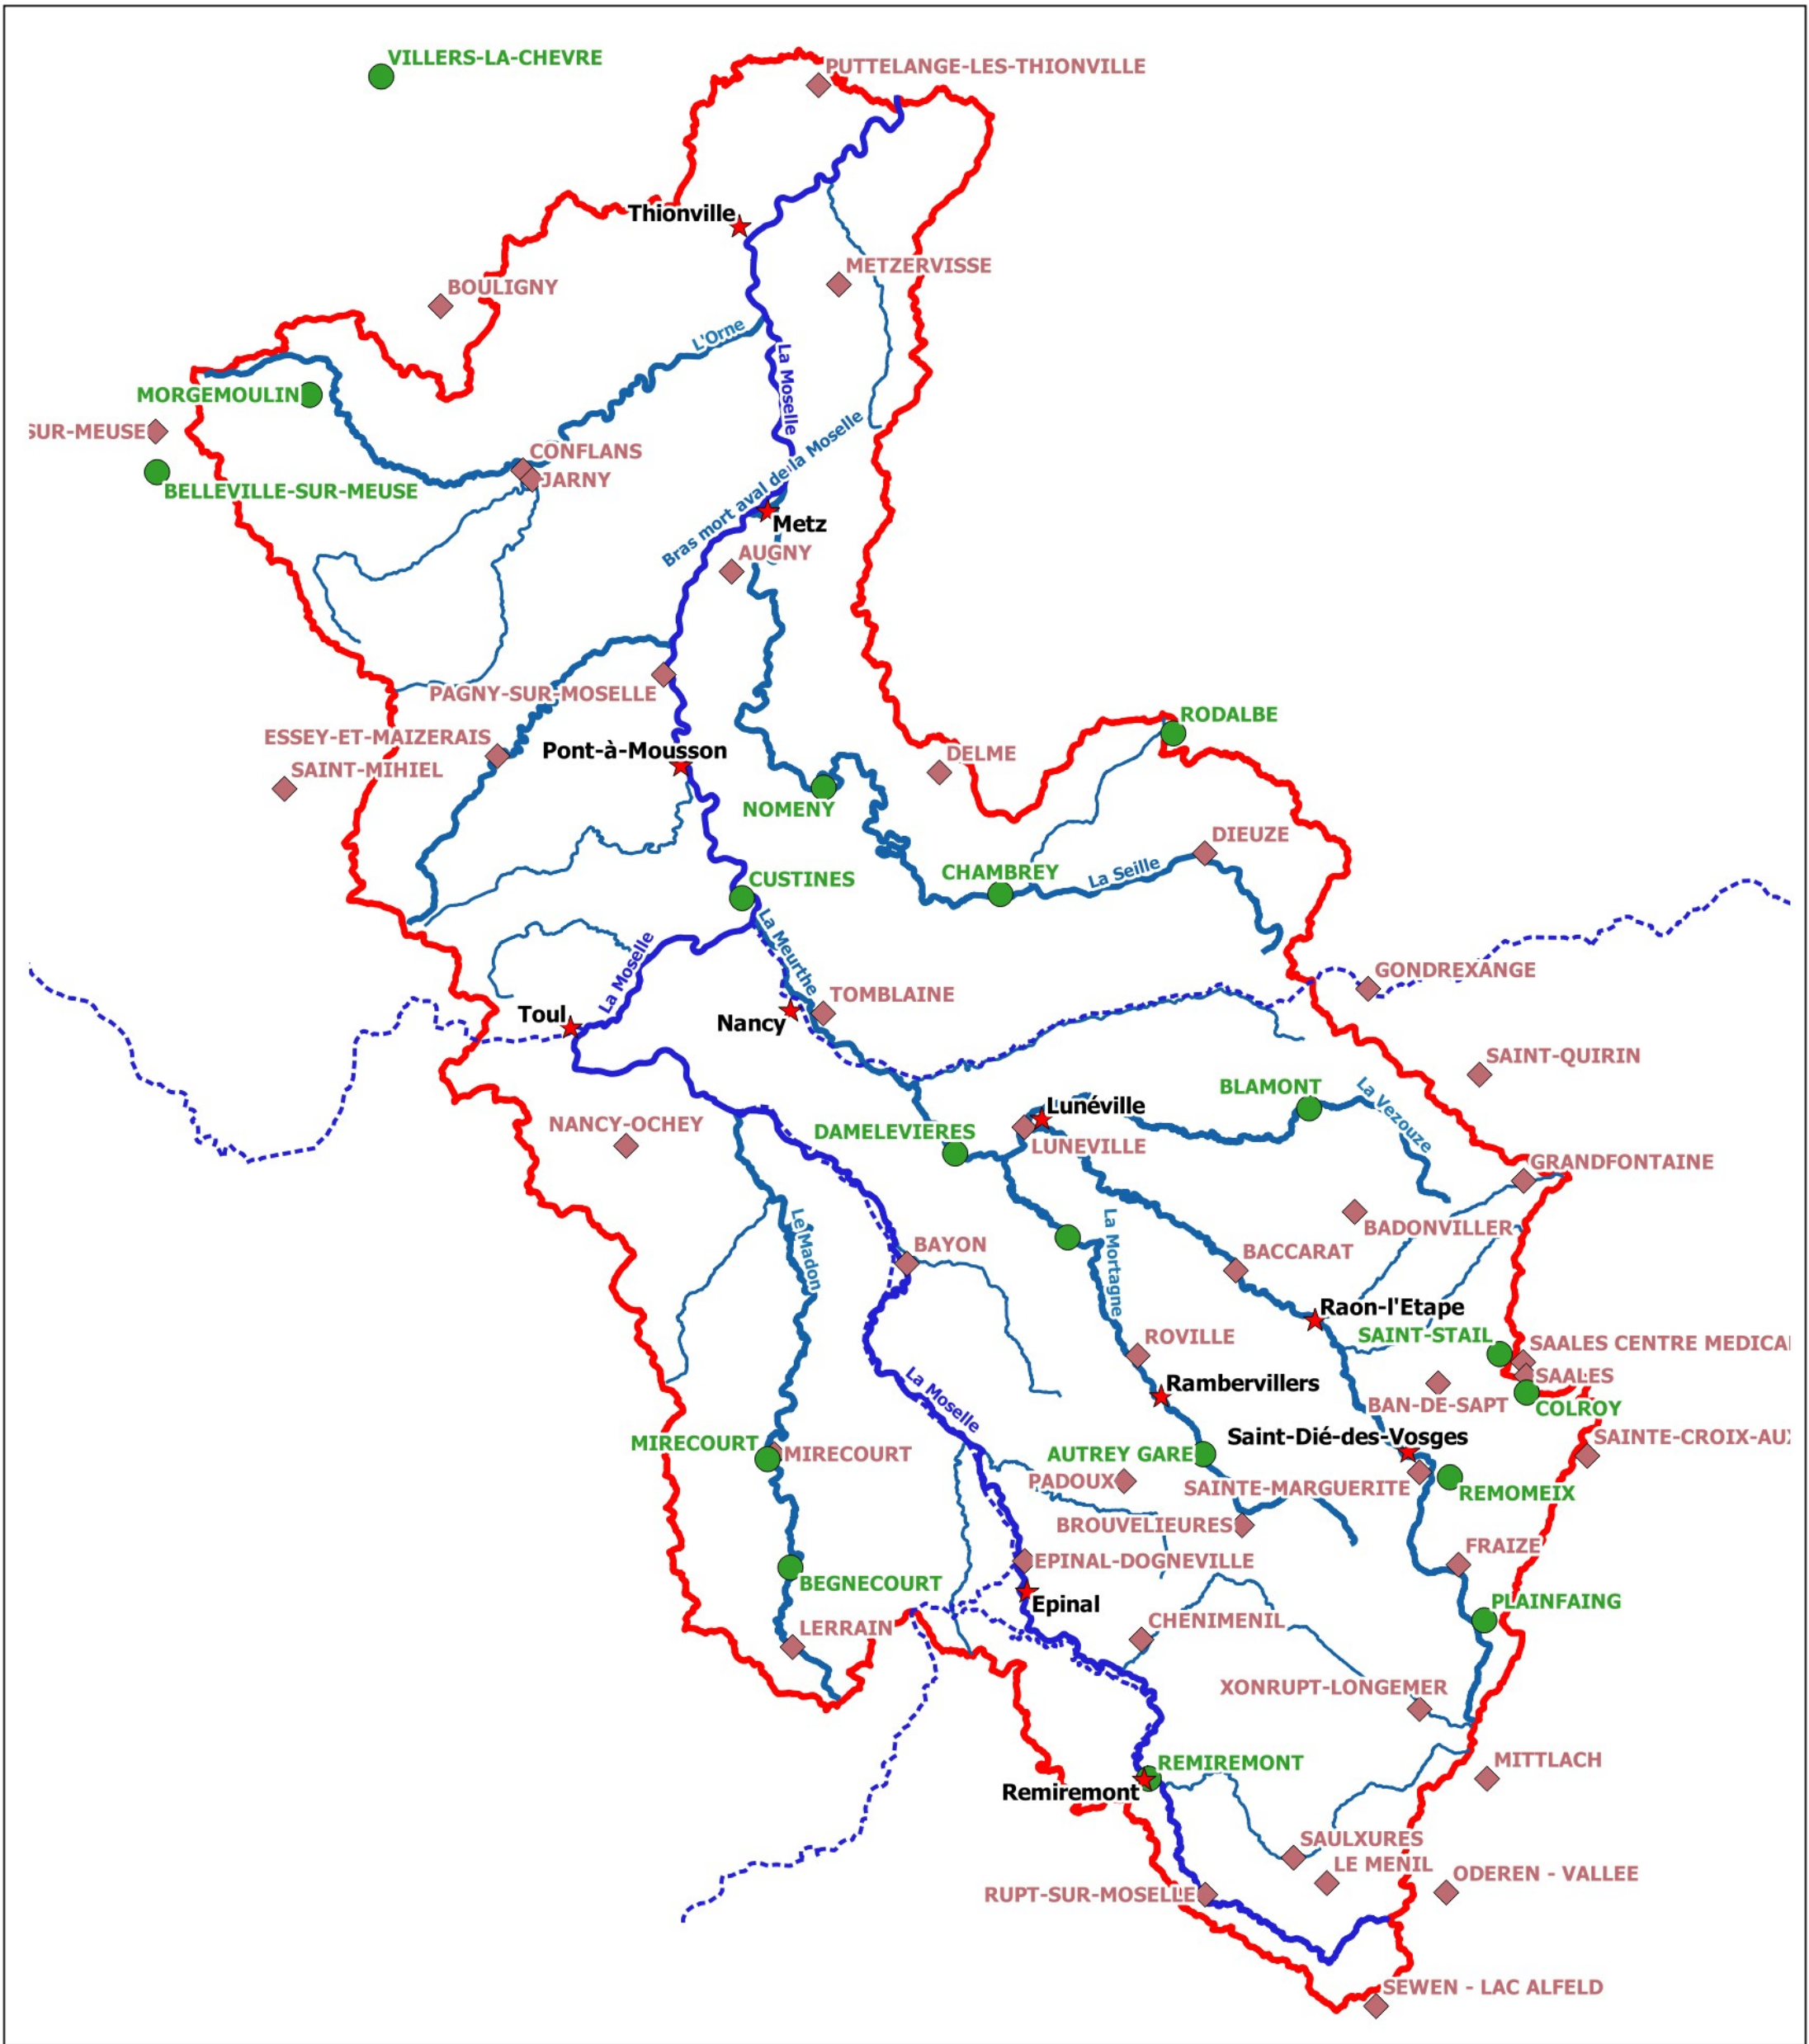 VILLERS-LA-CHEVRE
PUTTELANGE-LES-THIONVILLE
Thionville
METZERVISSE
BOULIGNY
L'Orne
La Moselle
MORGEMOULIN
SUR-MEUSE
BELLEVILLE-SUR-MEUSE
CONFLANS
JARNY
Bras mort aval de la Moselle
Metz
AUGNY
PAGNY-SUR-MOSELLE
RODALBE
ESSEY-ET-MAIZERAIS
Pont-à-Mousson
DELME
SAINT-MIHIEL
NOMENY
DIEUZE
CHAMBREY
La Seille
CUSTINES
La Meurthe
La Moselle
GONDREXANGE
TOMBLAINE
Toul
Nancy
SAINT-QUIRIN
BLAMONT
La Vezouze
Lunéville
NANCY-OCHEY
DAMELEVIERES
LUNEVILLE
GRANDFONTAINE
Le Madon
La Mortagne
BADONVILLER
BAYON
BACCARAT
Raon-l'Etape
SAINT-STAIL
ROVILLE
SAALES CENTRE MEDICAL
SAALES
La Moselle
Rambervillers
BAN-DE-SAPT
COLROY
Saint-Dié-des-Vosges
SAINTE-CROIX-AUX
MIRECOURT
MIRECOURT
AUTREY GARE
PADOUX
SAINTE-MARGUERITE
REMOMEIX
BROUVELIEURES
FRAIZE
EPINAL-DOGNEVILLE
BEGNECOURT
Epinal
PLAINFAING
LERRAIN
CHENIMENIL
XONRUPT-LONGEMER
REMIREMONT
MITTLACH
Remiremont
SAULXURES
LE MENIL
ODEREN - VALLEE
RUPT-SUR-MOSELLE
SEWEN - LAC ALFELD